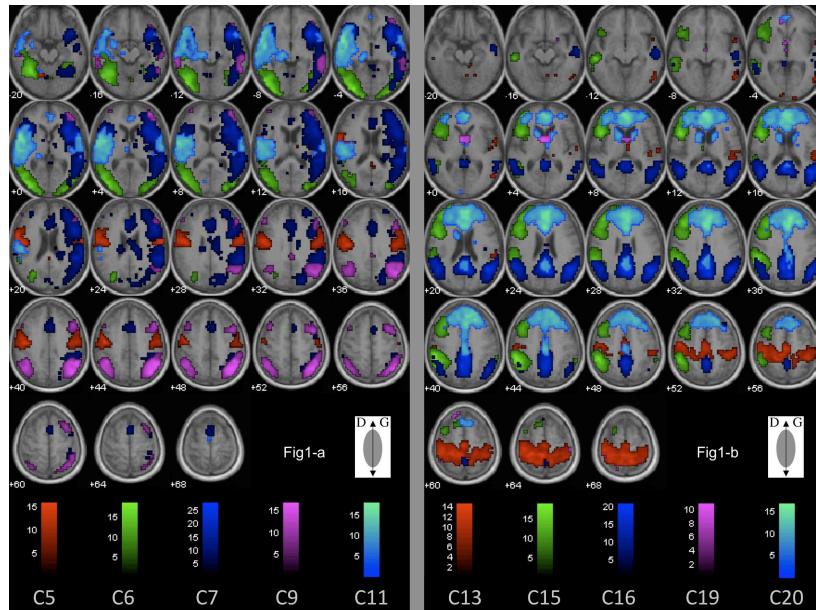 -20 -16 -12 -8 -4
+0 +4 +8 +12 +16
+20 +24 +28 +32 +36
+40 +44 +48 +52 +56
+60 +64 +68
Fig1-a
D G
15 10 5
15 10 5
25 20 15 10 5
15 10 5
15 10 5
C5 C6 C7 C9 C11
-20 -16 -12 -8 -4
+0 +4 +8 +12 +16
+20 +24 +28 +32 +36
+40 +44 +48 +52 +56
+60 +64 +68
Fig1-b
D G
14 12 10 8 6 4 2
15 10 5
20 15 10 5
10 8 6 4 2
15 10 5
C13 C15 C16 C19 C20